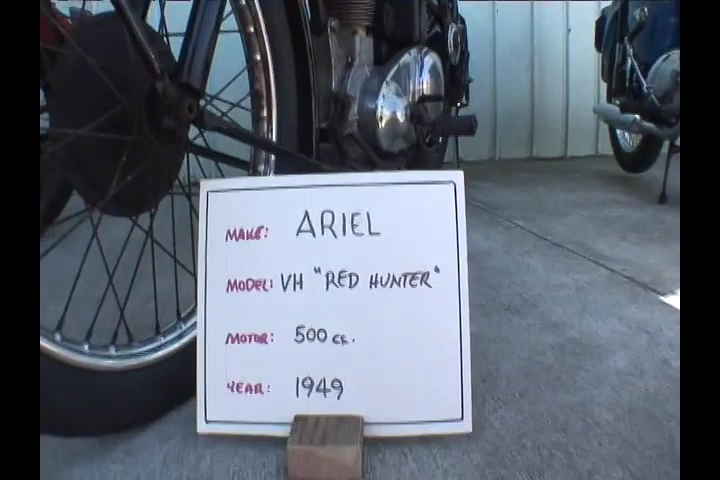 MAKE: ARIEL
MODEL: VH "RED HUNTER"
MOTOR: 500 cc.
YEAR: 1949